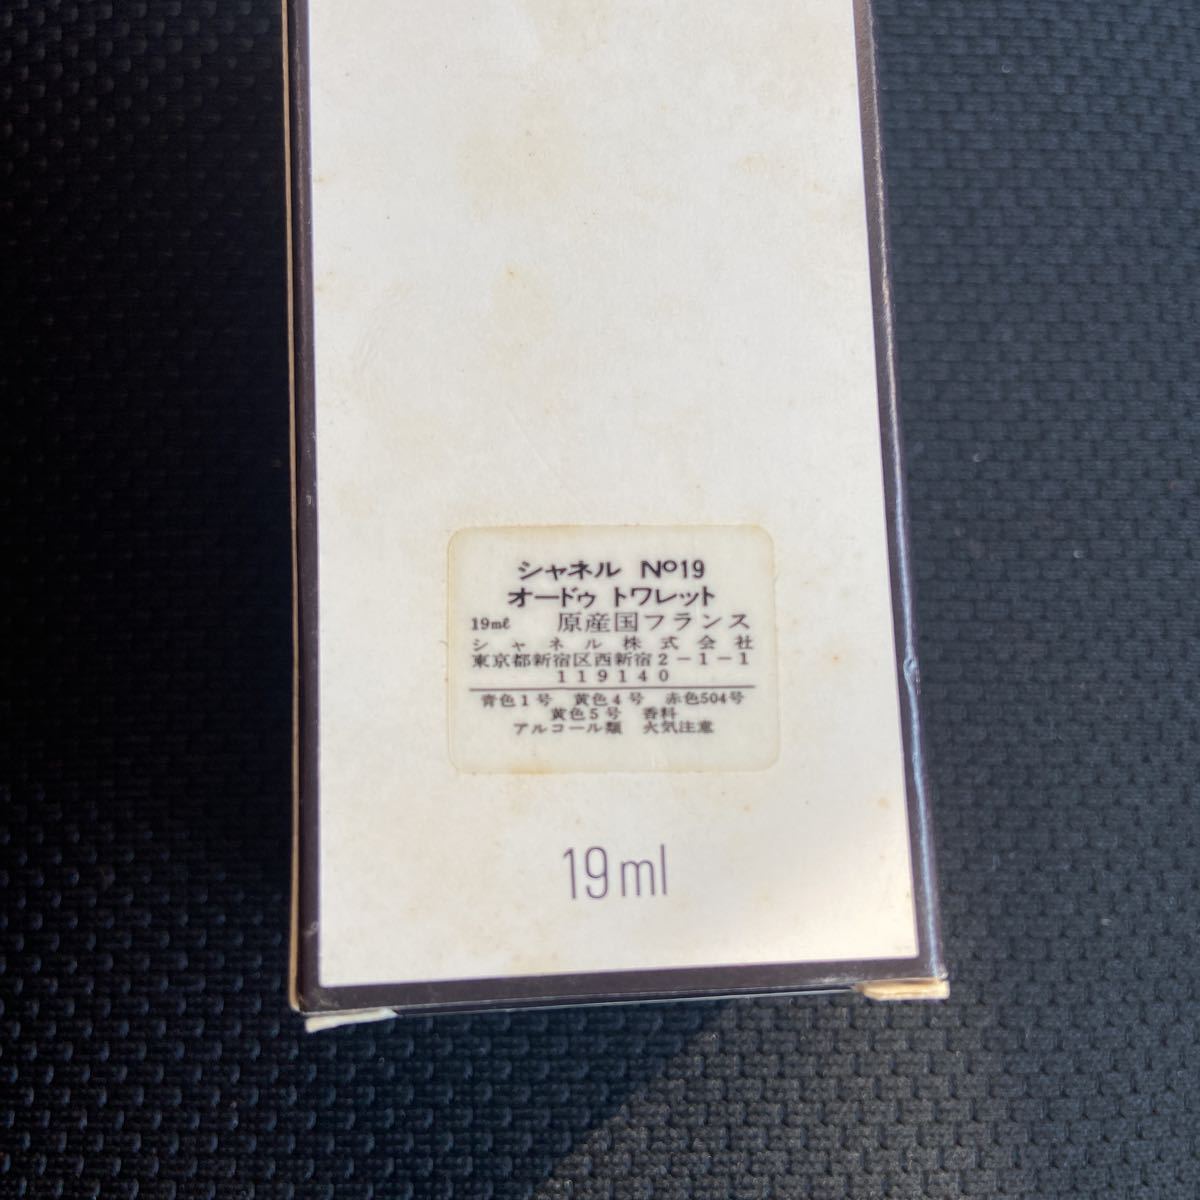 シャネル Nº19
オードゥ トワレット
19mℓ 原産国フランス
シャネル株式会社
東京都新宿区西新宿2-1-1
119140
青色1号 黄色4号 赤色504号
黄色5号 香料
アルコール類 火気注意
19ml